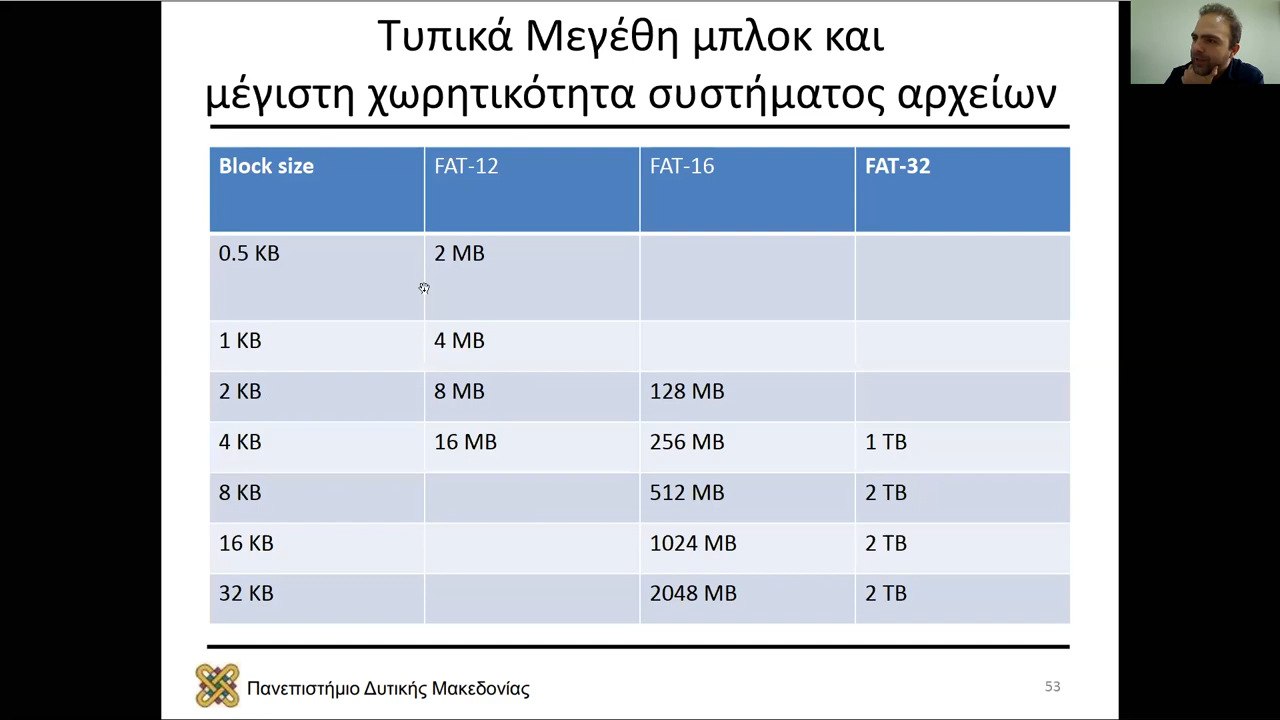 Τυπικά Μεγέθη μπλοκ και
μέγιστη χωρητικότητα συστήματος αρχείων
Block size FAT-12 FAT-16 FAT-32
0.5 KB 2 MB
1 KB 4 MB
2 KB 8 MB 128 MB
4 KB 16 MB 256 MB 1 TB
8 KB 512 MB 2 TB
16 KB 1024 MB 2 TB
32 KB 2048 MB 2 TB
Πανεπιστήμιο Δυτικής Μακεδονίας
53